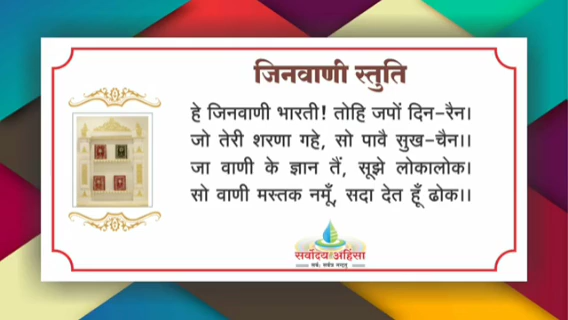 जिनवाणी स्तुति
हे जिनवाणी भारती! तोहि जपों दिन-रैन।
जो तेरी शरणा गहे, सो पावै सुख-चैन।।
जा वाणी के ज्ञान तैं, सूझे लोकालोक।
सो वाणी मस्तक नमूँ, सदा देत हूँ ढोक।।
सर्वोदय अहिंसा